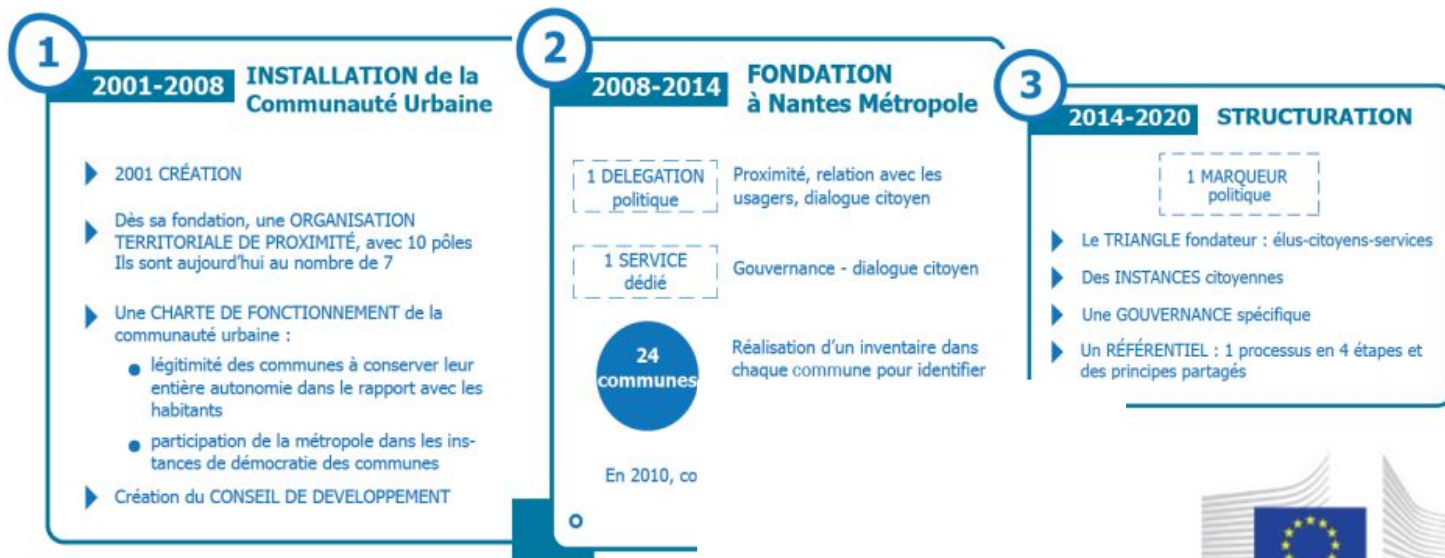 1
2001-2008
INSTALLATION de la
Communauté Urbaine
2001 CRÉATION
Dès sa fondation, une ORGANISATION
TERRITORIALE DE PROXIMITÉ, avec 10 pôles
Ils sont aujourd'hui au nombre de 7
Une CHARTE DE FONCTIONNEMENT de la
communauté urbaine :
légitimité des communes à conserver leur
entière autonomie dans le rapport avec les
habitants
participation de la métropole dans les ins-
tances de démocratie des communes
Création du CONSEIL DE DEVELOPPEMENT
2
2008-2014
FONDATION
à Nantes Métropole
1 DELEGATION
politique
Proximité, relation avec les
usagers, dialogue citoyen
1 SERVICE
dédié
Gouvernance - dialogue citoyen
24
communes
Réalisation d'un inventaire dans
chaque commune pour identifier
En 2010, co
3
2014-2020
STRUCTURATION
1 MARQUEUR
politique
Le TRIANGLE fondateur : élus-citoyens-services
Des INSTANCES citoyennes
Une GOUVERNANCE spécifique
Un RÉFÉRENTIEL : 1 processus en 4 étapes et
des principes partagés